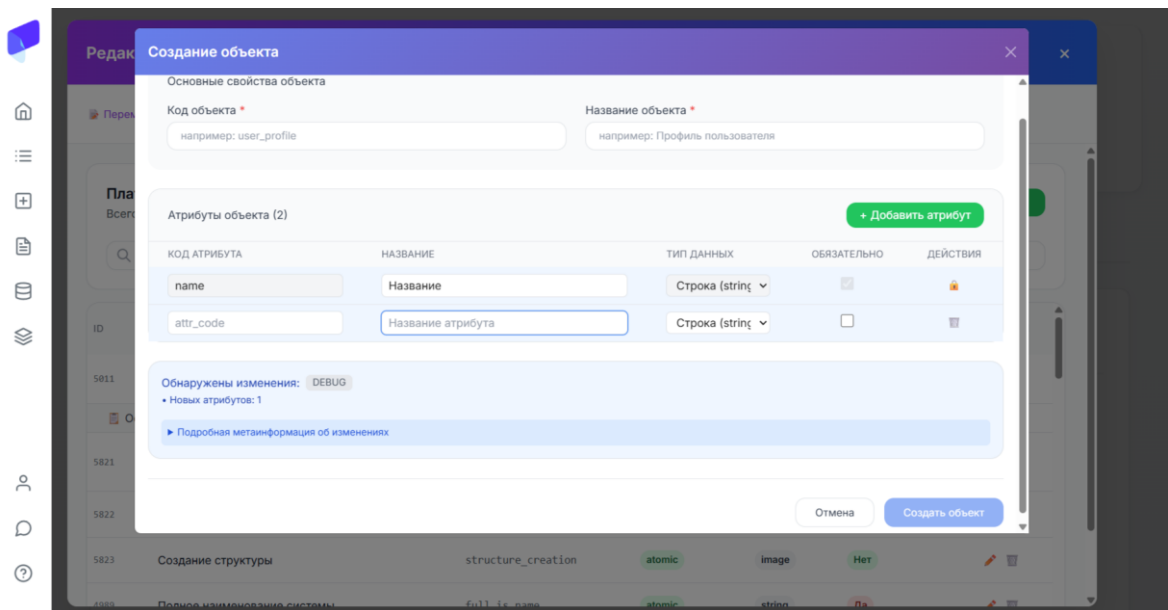 Редак
Создание объекта
Основные свойства объекта
Код объекта *
Название объекта *
Перем
например: user_profile
например: Профиль пользователя
Пла
Всего
Атрибуты объекта (2)
+ Добавить атрибут
КОД АТРИБУТА НАЗВАНИЕ ТИП ДАННЫХ ОБЯЗАТЕЛЬНО ДЕЙСТВИЯ
name Название Строка (string
attr_code Название атрибута Строка (string
ID
Обнаружены изменения: DEBUG
• Новых атрибутов: 1
5011
► Подробная метаинформация об изменениях
5821
5822
Отмена
Создать объект
5823 Создание структуры structure_creation atomic image Нет
4989 Полное наименование системы full_is_name atomic string Да